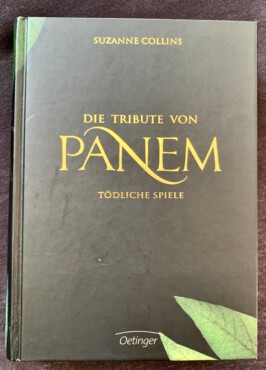 SUZANNE COLLINS
DIE TRIBUTE VON
PANEM
TÖDLICHE SPIELE
Oetinger